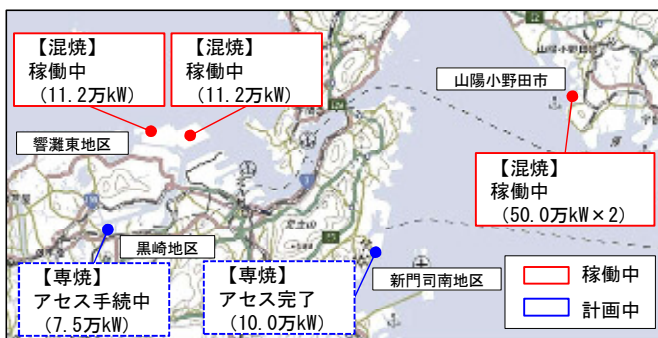 【混焼】
稼働中
(11.2万kW)
【混焼】
稼働中
(11.2万kW)
山陽小野田市
響灘東地区
【混焼】
稼働中
(50.0万kW×2)
黒崎地区
新門司南地区
【専焼】
アセス手続中
(7.5万kW)
【専焼】
アセス完了
(10.0万kW)
稼働中
計画中